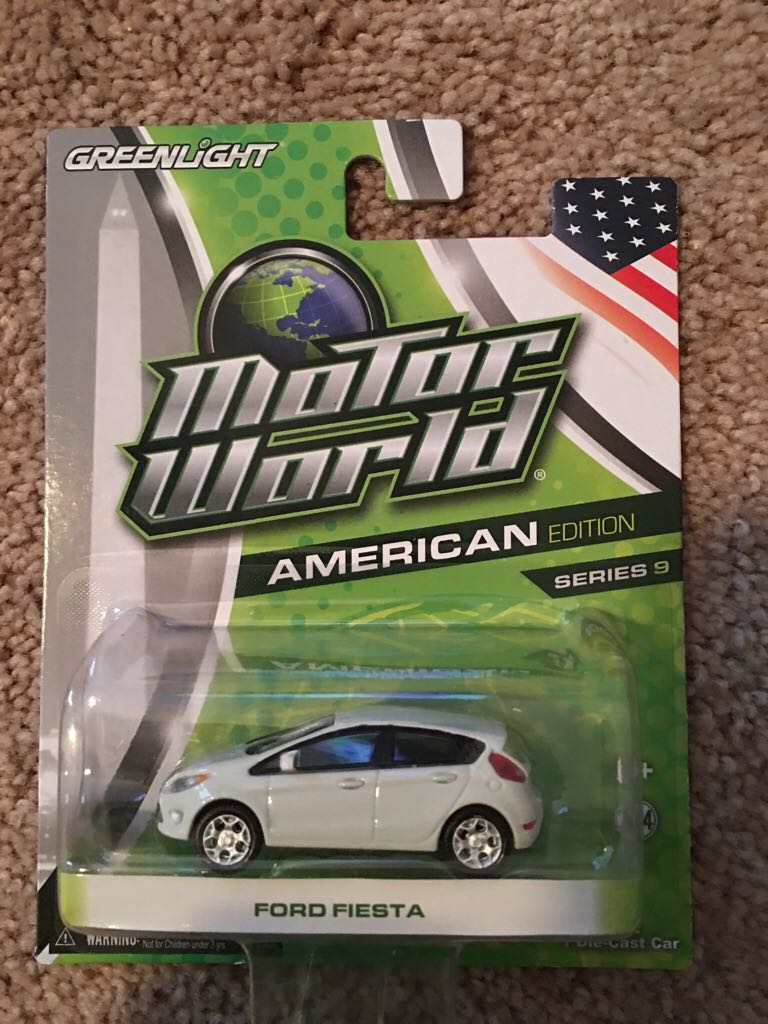 GREENLiGHT
MoTor
World®
AMERICAN EDITION
SERIES 9
FORD FIESTA
WARNING: Not for Children under 3 yrs
Die-Cast Car